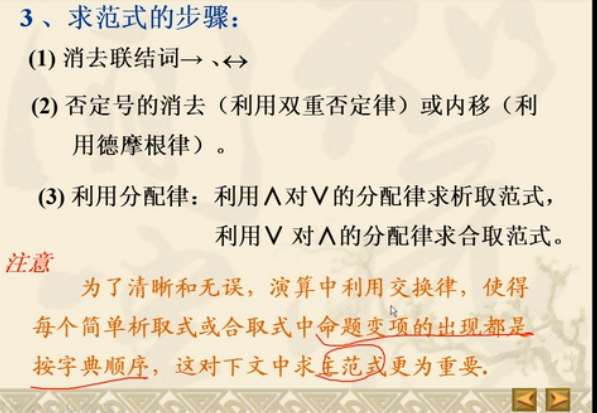 3、求范式的步骤：
(1) 消去联结词→、↔
(2) 否定号的消去（利用双重否定律）或内移（利
用德摩根律）。
(3) 利用分配律：利用∧对∨的分配律求析取范式，
利用∨ 对∧的分配律求合取范式。
注意
为了清晰和无误，演算中利用交换律，使得
每个简单析取式或合取式中命题变项的出现都是
按字典顺序，这对下文中求主范式更为重要.